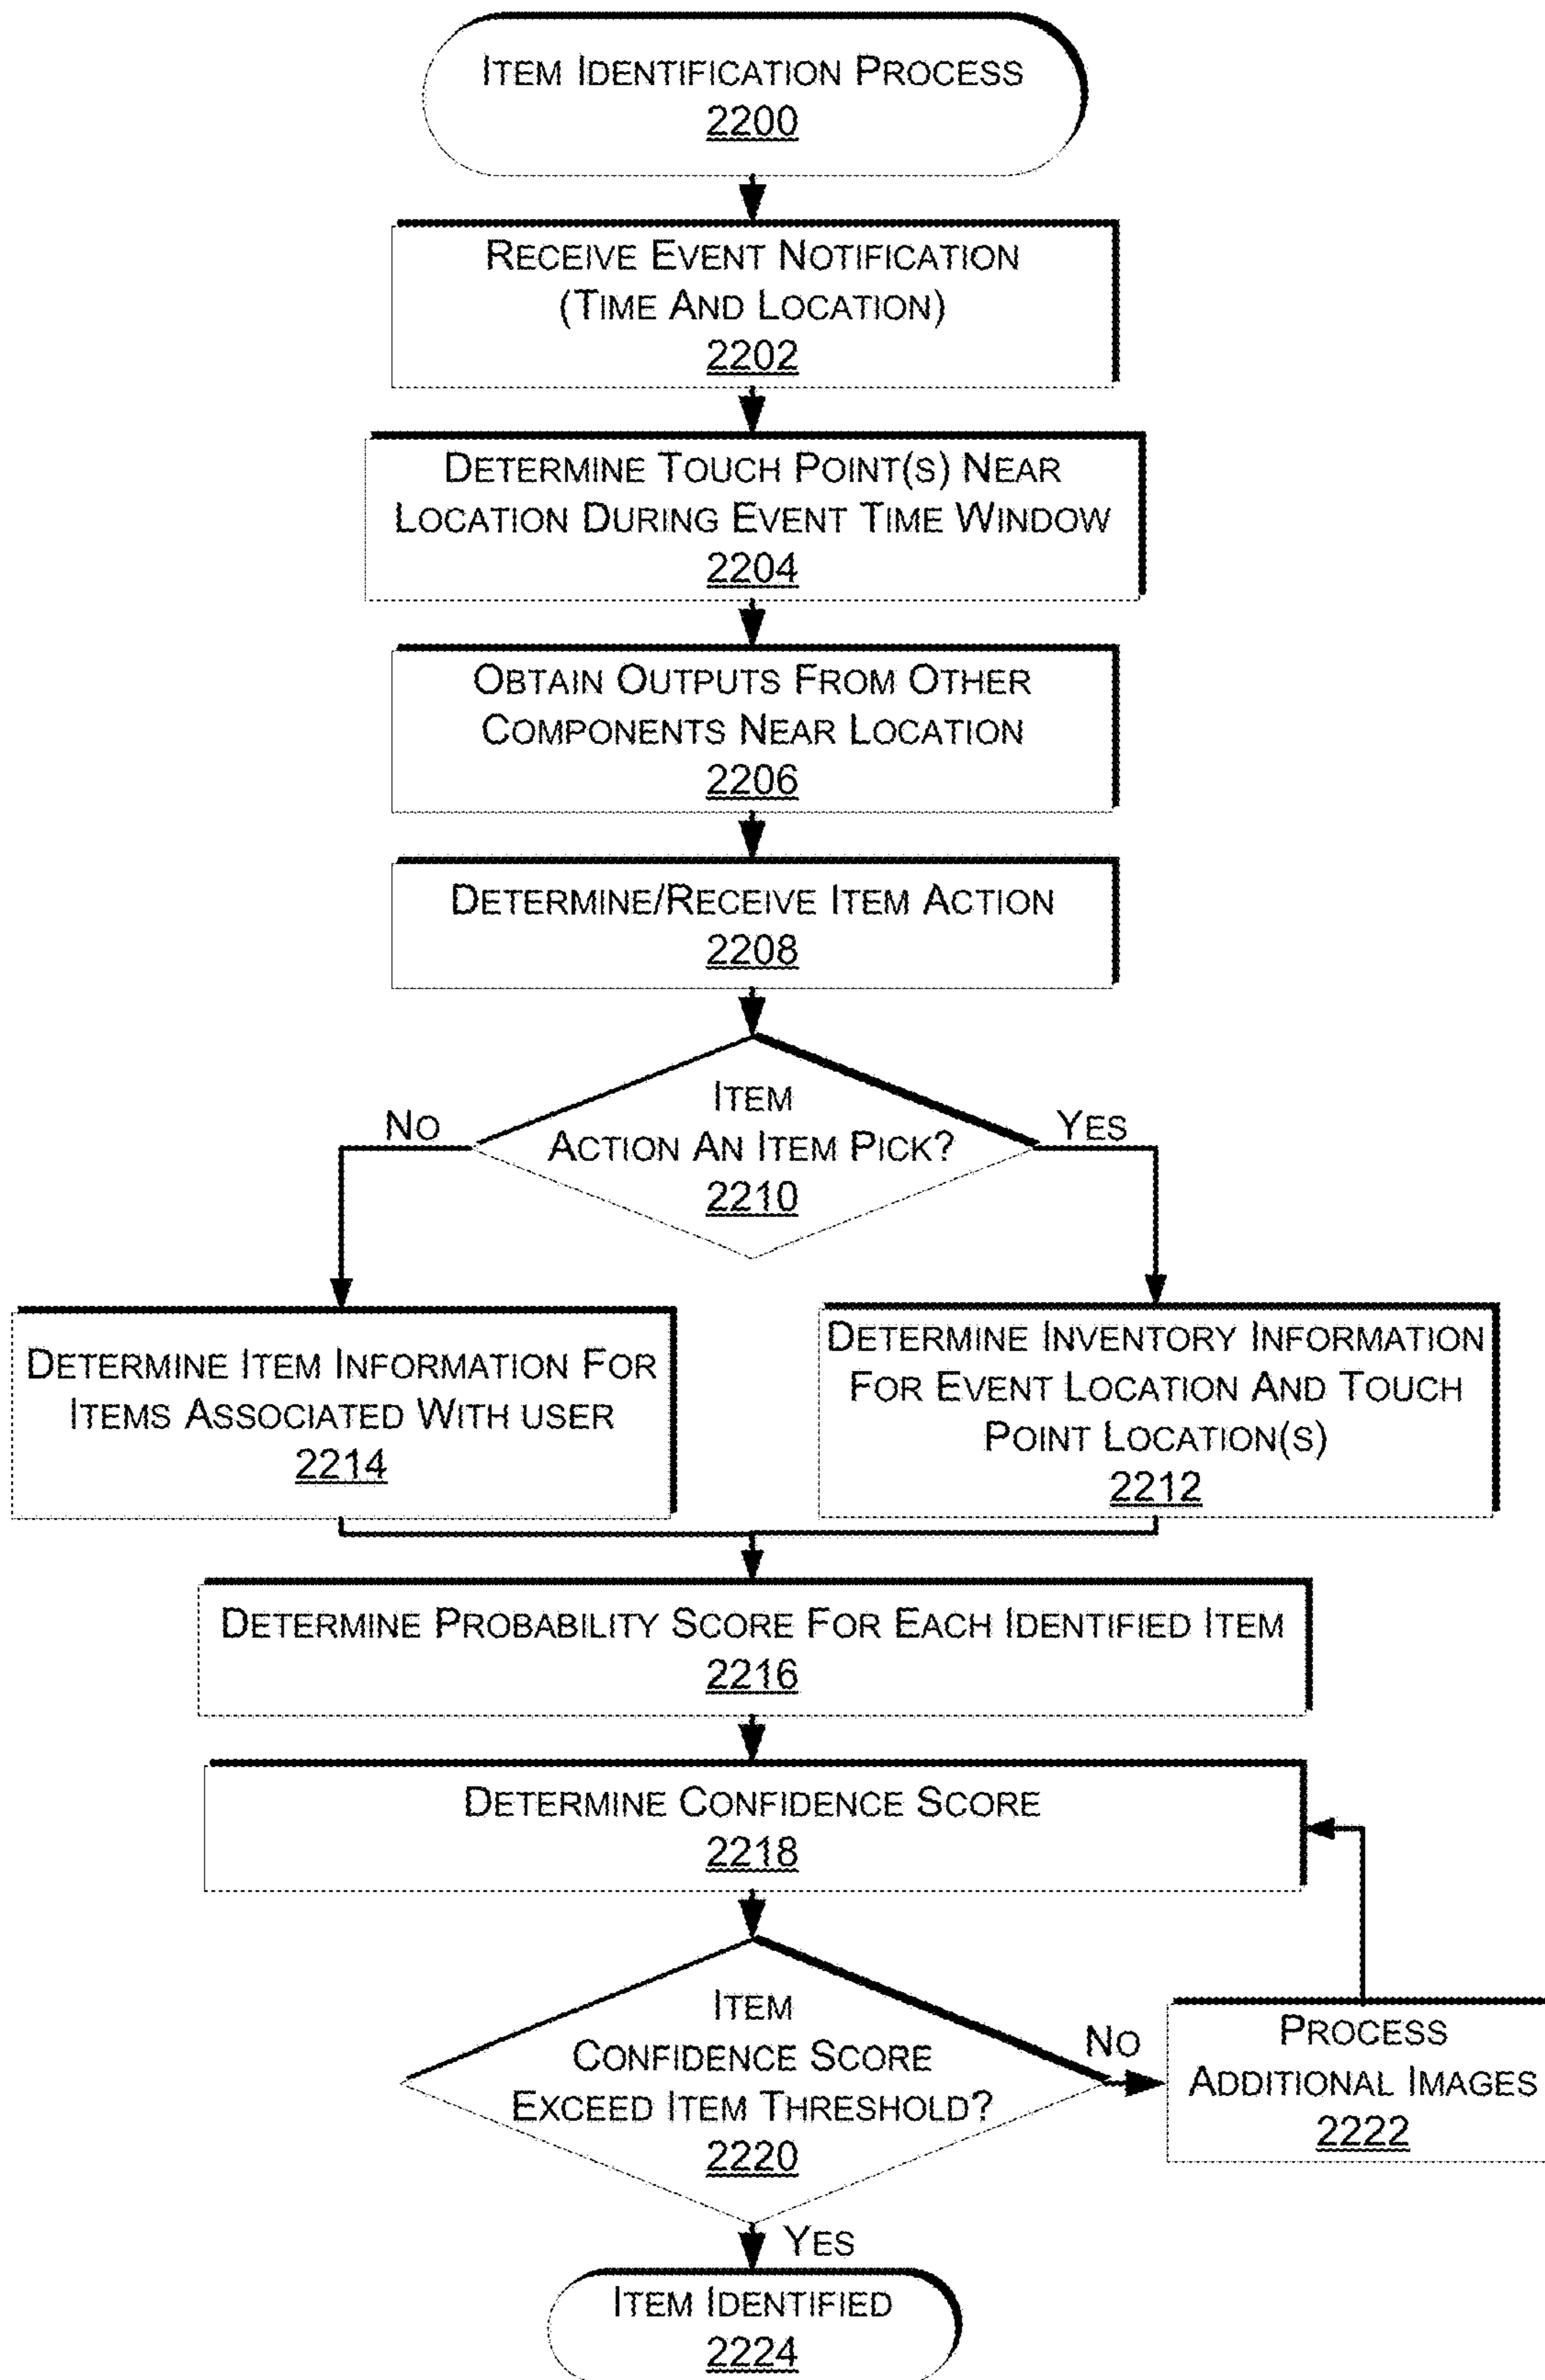 ITEM IDENTIFICATION PROCESS
2200
RECEIVE EVENT NOTIFICATION
(TIME AND LOCATION)
2202
DETERMINE TOUCH POINT(S) NEAR
LOCATION DURING EVENT TIME WINDOW
2204
OBTAIN OUTPUTS FROM OTHER
COMPONENTS NEAR LOCATION
2206
DETERMINE/RECEIVE ITEM ACTION
2208
ITEM
ACTION AN ITEM PICK?
2210
NO
YES
DETERMINE ITEM INFORMATION FOR
ITEMS ASSOCIATED WITH USER
2214
DETERMINE INVENTORY INFORMATION
FOR EVENT LOCATION AND TOUCH
POINT LOCATION(S)
2212
DETERMINE PROBABILITY SCORE FOR EACH IDENTIFIED ITEM
2216
DETERMINE CONFIDENCE SCORE
2218
ITEM
CONFIDENCE SCORE
EXCEED ITEM THRESHOLD?
2220
NO
PROCESS
ADDITIONAL IMAGES
2222
YES
ITEM IDENTIFIED
2224